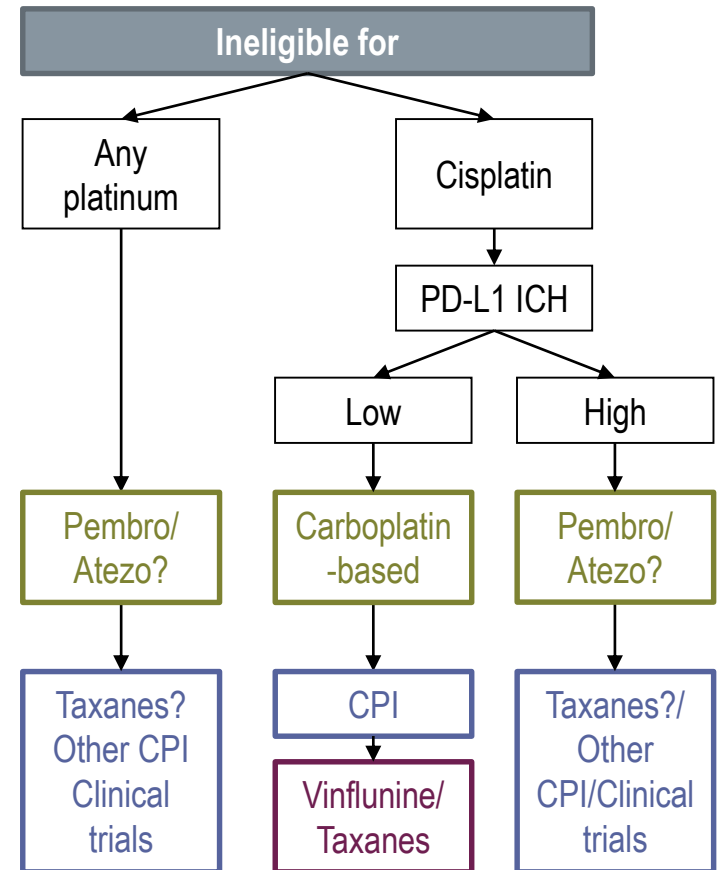 Ineligible for
Any
platinum
Cisplatin
PD-L1 ICH
Low
High
Pembro/
Atezo?
Carboplatin
-based
Pembro/
Atezo?
Taxanes?
Other CPI
Clinical
trials
CPI
Vinflunine/
Taxanes
Taxanes?/
Other
CPI/Clinical
trials